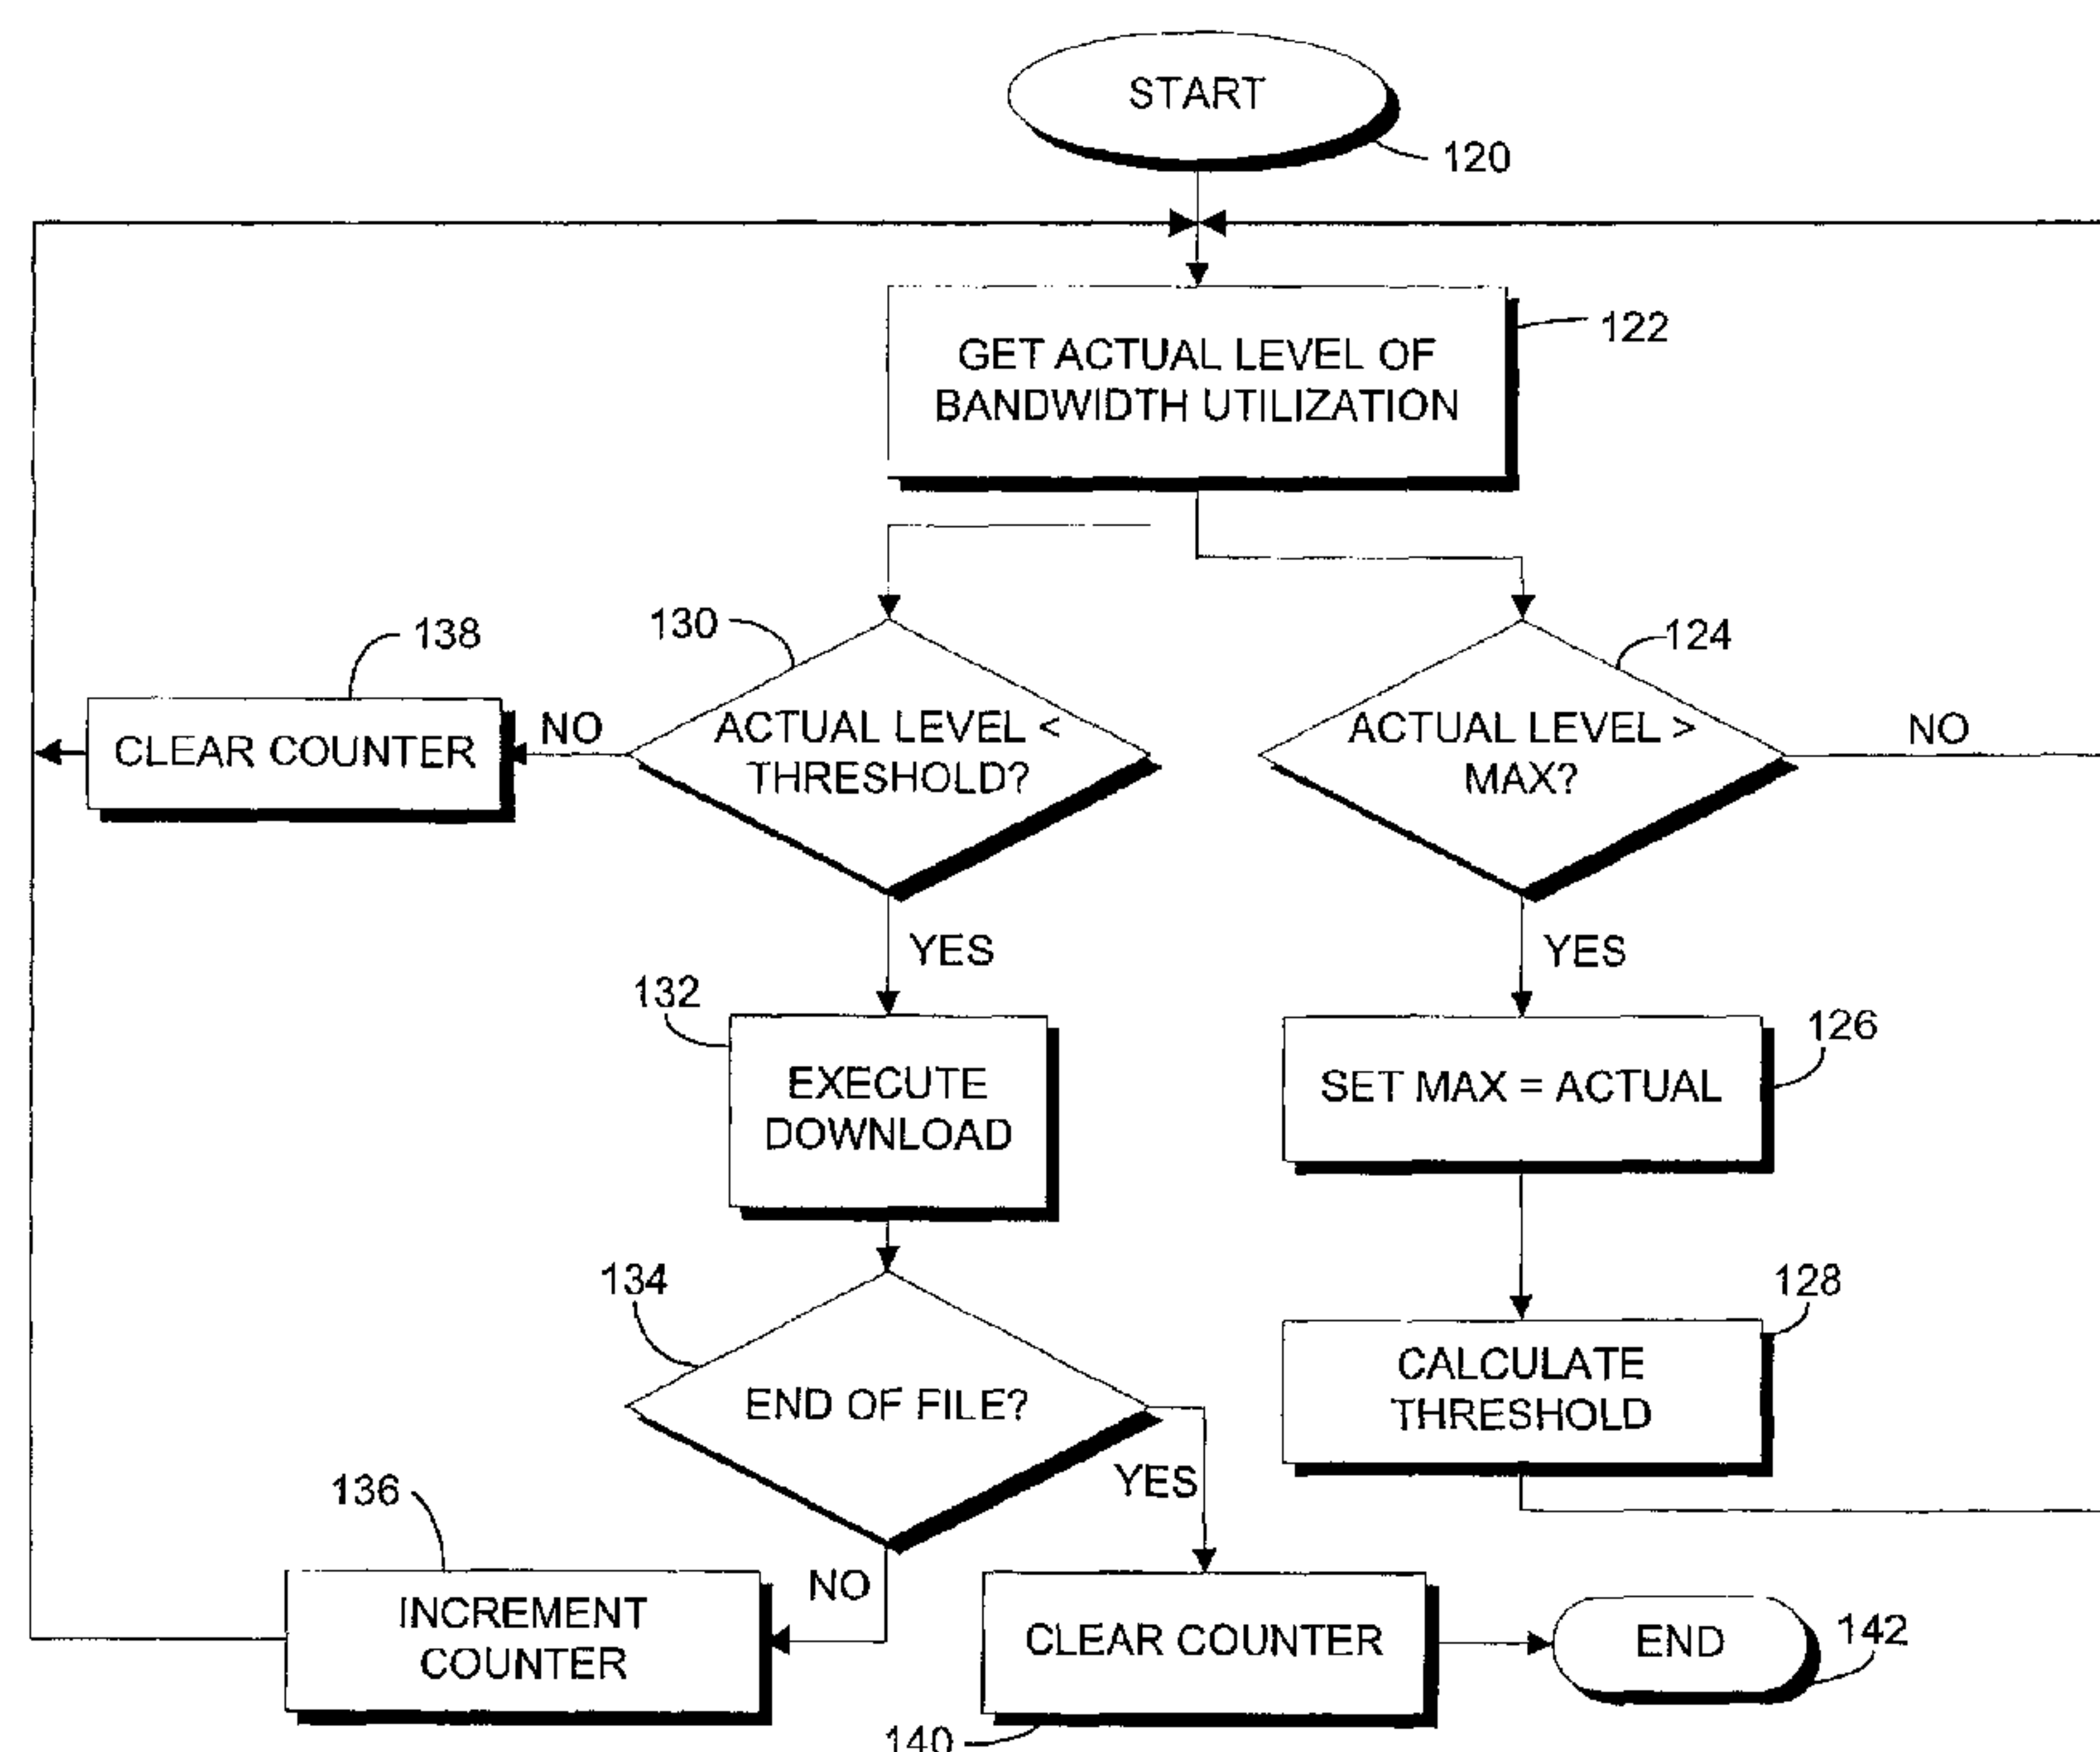 START
120
GET ACTUAL LEVEL OF
BANDWIDTH UTILIZATION
122
138
130
124
CLEAR COUNTER
NO
ACTUAL LEVEL <
THRESHOLD?
ACTUAL LEVEL >
MAX?
NO
YES
YES
132
EXECUTE
DOWNLOAD
SET MAX = ACTUAL
126
134
END OF FILE?
YES
CALCULATE
THRESHOLD
128
136
INCREMENT
COUNTER
NO
CLEAR COUNTER
140
END
142